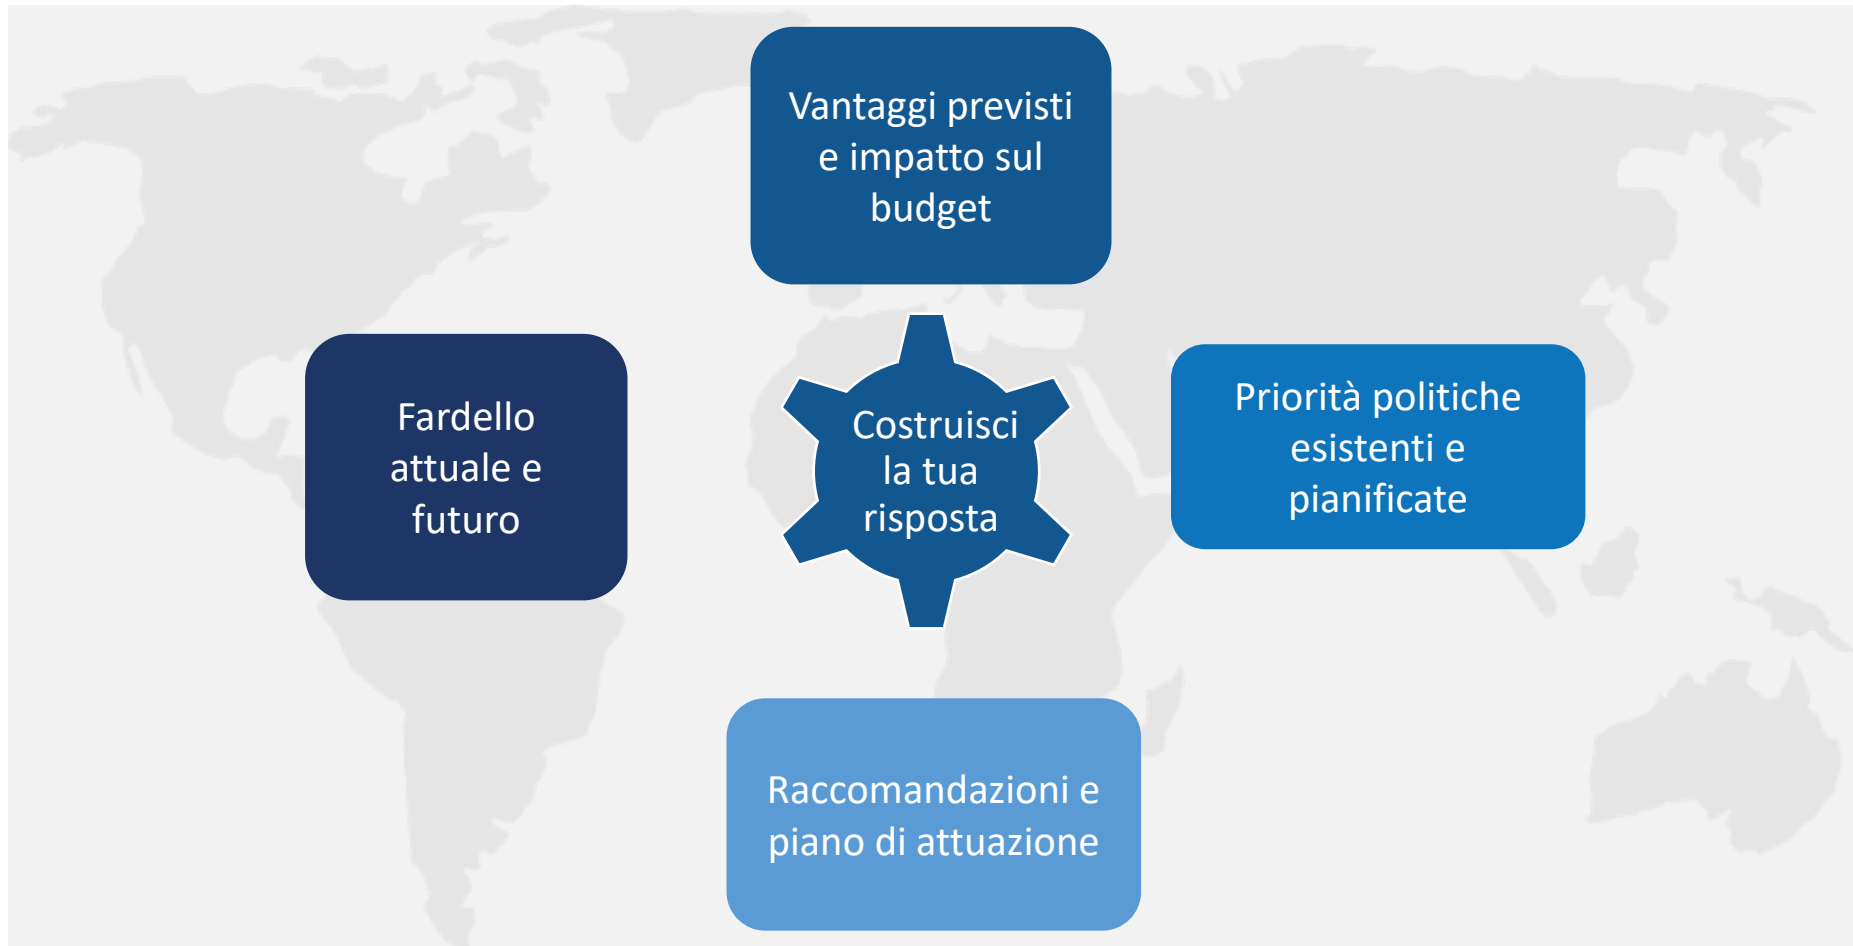 Vantaggi previsti
e impatto sul
budget
Fardello
attuale e
futuro
Costruisci
la tua
risposta
Priorità politiche
esistenti e
pianificate
Raccomandazioni e
piano di attuazione